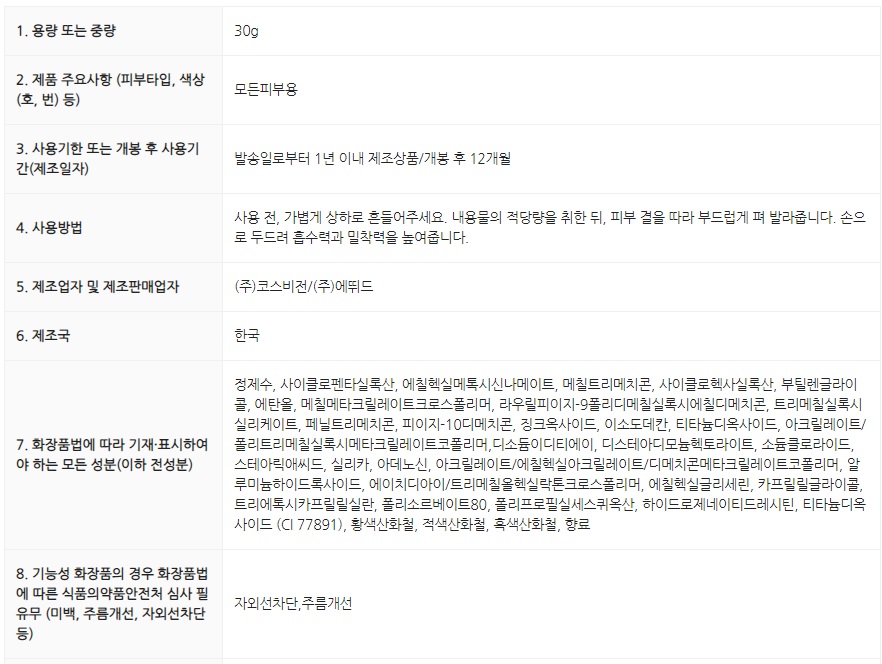 1. 용량 또는 중량
30g
2. 제품 주요사항 (피부타입, 색상
(호, 번) 등)
모든피부용
3. 사용기한 또는 개봉 후 사용기
간(제조일자)
발송일로부터 1년 이내 제조상품/개봉 후 12개월
4. 사용방법
사용 전, 가볍게 상하로 흔들어주세요. 내용물의 적당량을 취한 뒤, 피부 결을 따라 부드럽게 펴 발라줍니다. 손으
로 두드려 흡수력과 밀착력을 높여줍니다.
5. 제조업자 및 제조판매업자
(주)코스비전/(주)에뛰드
6. 제조국
한국
7. 화장품법에 따라 기재·표시하여
야 하는 모든 성분(이하 전성분)
정제수, 사이클로펜타실록산, 에칠헥실메톡시신나메이트, 메칠트리메치콘, 사이클로헥사실록산, 부틸렌글라이
콜, 에탄올, 메칠메타크릴레이트크로스폴리머, 라우릴피이지-9폴리디메칠실록시에칠디메치콘, 트리메칠실록시
실리케이트, 페닐트리메치콘, 피이지-10디메치콘, 징크옥사이드, 이소도데칸, 티타늄디옥사이드, 아크릴레이트/
폴리트리메칠실록시메타크릴레이트코폴리머,디소듐이디티에이, 디스테아디모늄헥토라이트, 소듐클로라이드,
스테아릭애씨드, 실리카, 아데노신, 아크릴레이트/에칠헥실아크릴레이트/디메치콘메타크릴레이트코폴리머, 알
루미늄하이드록사이드, 에이치디아이/트리메칠올헥실락톤크로스폴리머, 에칠헥실글리세린, 카프릴릴글라이콜,
트리에톡시카프릴릴실란, 폴리소르베이트80, 폴리프로필실세스퀴옥산, 하이드로제네이티드레시틴, 티타늄디옥
사이드 (CI 77891), 황색산화철, 적색산화철, 흑색산화철, 향료
8. 기능성 화장품의 경우 화장품법
에 따른 식품의약품안전처 심사 필
유무 (미백, 주름개선, 자외선차단
등)
자외선차단,주름개선